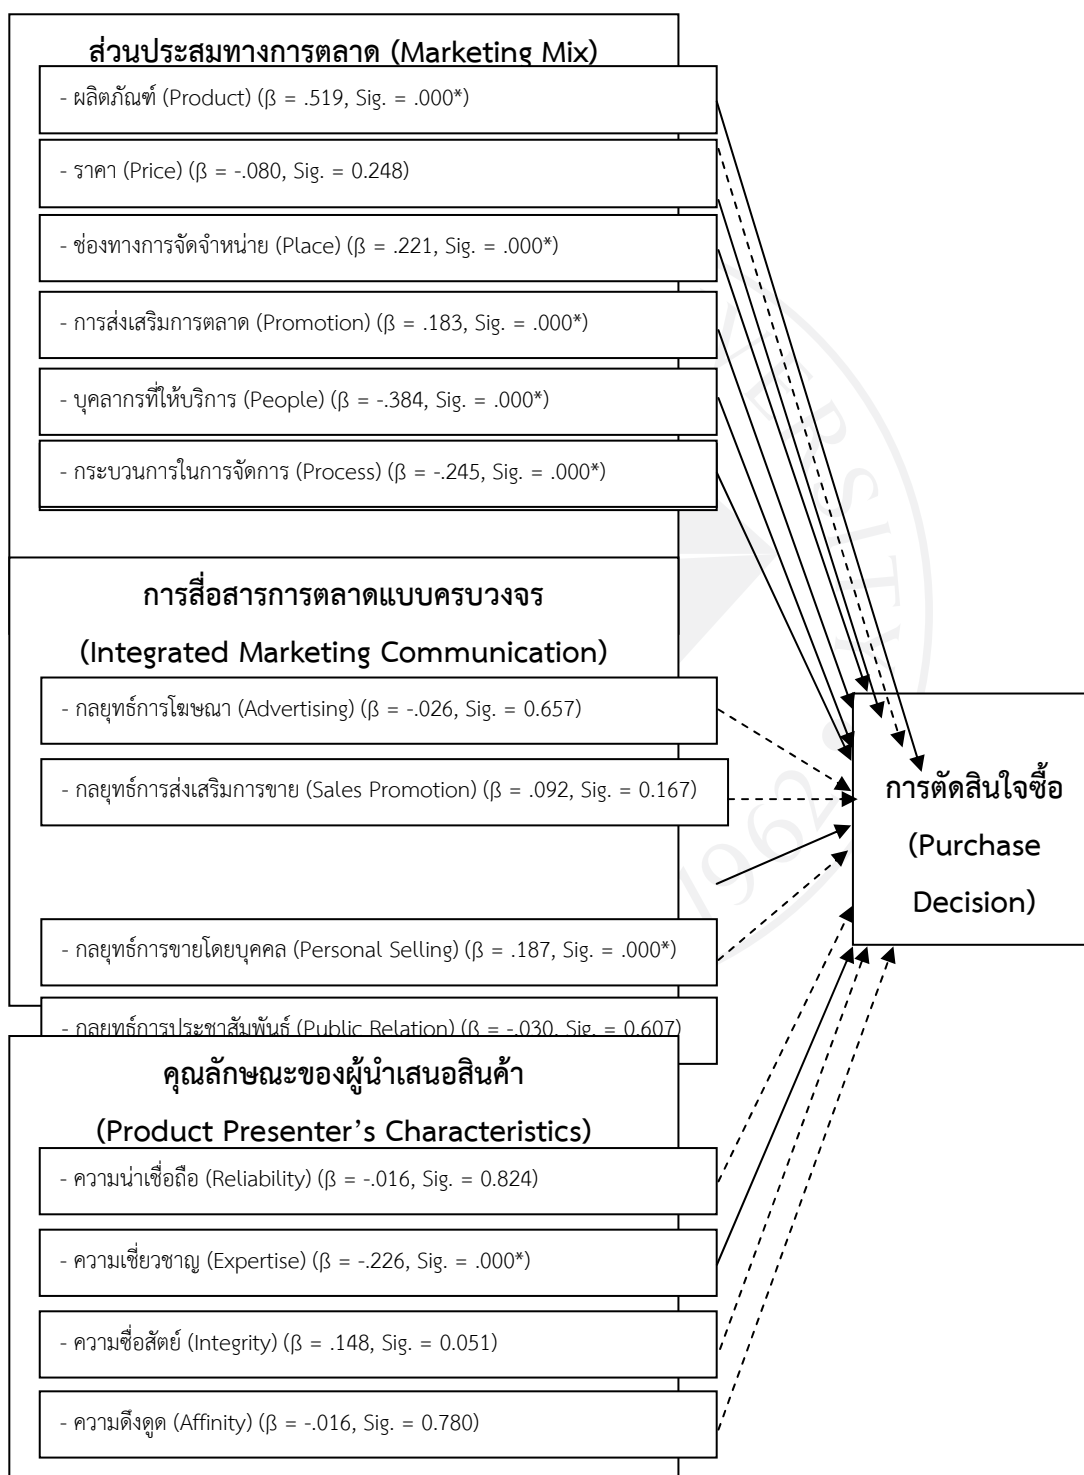 ส่วนประสมทางการตลาด (Marketing Mix)
- ผลิตภัณฑ์ (Product) (β = .519, Sig. = .000*)
- ราคา (Price) (β = -.080, Sig. = 0.248)
- ช่องทางการจัดจำหน่าย (Place) (β = .221, Sig. = .000*)
- การส่งเสริมการตลาด (Promotion) (β = .183, Sig. = .000*)
- บุคลากรที่ให้บริการ (People) (β = -.384, Sig. = .000*)
- กระบวนการในการจัดการ (Process) (β = -.245, Sig. = .000*)
การสื่อสารการตลาดแบบครบวงจร
(Integrated Marketing Communication)
- กลยุทธ์การโฆษณา (Advertising) (β = -.026, Sig. = 0.657)
- กลยุทธ์การส่งเสริมการขาย (Sales Promotion) (β = .092, Sig. = 0.167)
- กลยุทธ์การขายโดยบุคคล (Personal Selling) (β = .187, Sig. = .000*)
- กลยุทธ์การประชาสัมพันธ์ (Public Relation) (β = -.030, Sig. = 0.607)
คุณลักษณะของผู้นำเสนอสินค้า
(Product Presenter's Characteristics)
- ความน่าเชื่อถือ (Reliability) (β = -.016, Sig. = 0.824)
- ความเชี่ยวชาญ (Expertise) (β = -.226, Sig. = .000*)
- ความซื่อสัตย์ (Integrity) (β = .148, Sig. = 0.051)
- ความดึงดูด (Affinity) (β = -.016, Sig. = 0.780)
การตัดสินใจซื้อ
(Purchase
Decision)
ERSITY
1962